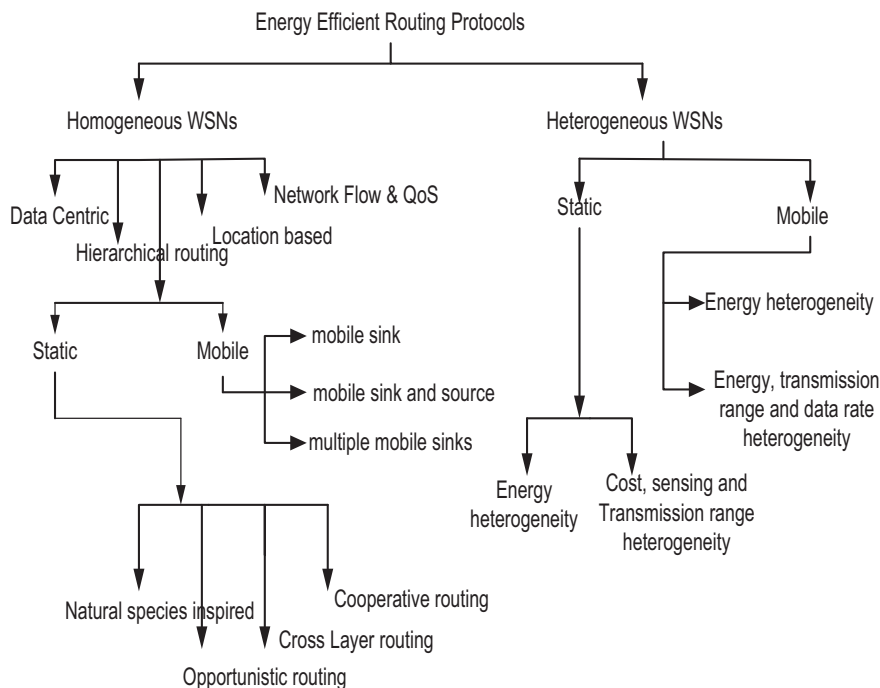 Energy Efficient Routing Protocols
Homogeneous WSNs
Heterogeneous WSNs
Data Centric
Hierarchical routing
Location based
Network Flow & QoS
Static
Mobile
mobile sink
mobile sink and source
multiple mobile sinks
Natural species inspired
Opportunistic routing
Cross Layer routing
Cooperative routing
Static
Mobile
Energy
heterogeneity
Cost, sensing and
Transmission range
heterogeneity
Energy heterogeneity
Energy, transmission
range and data rate
heterogeneity